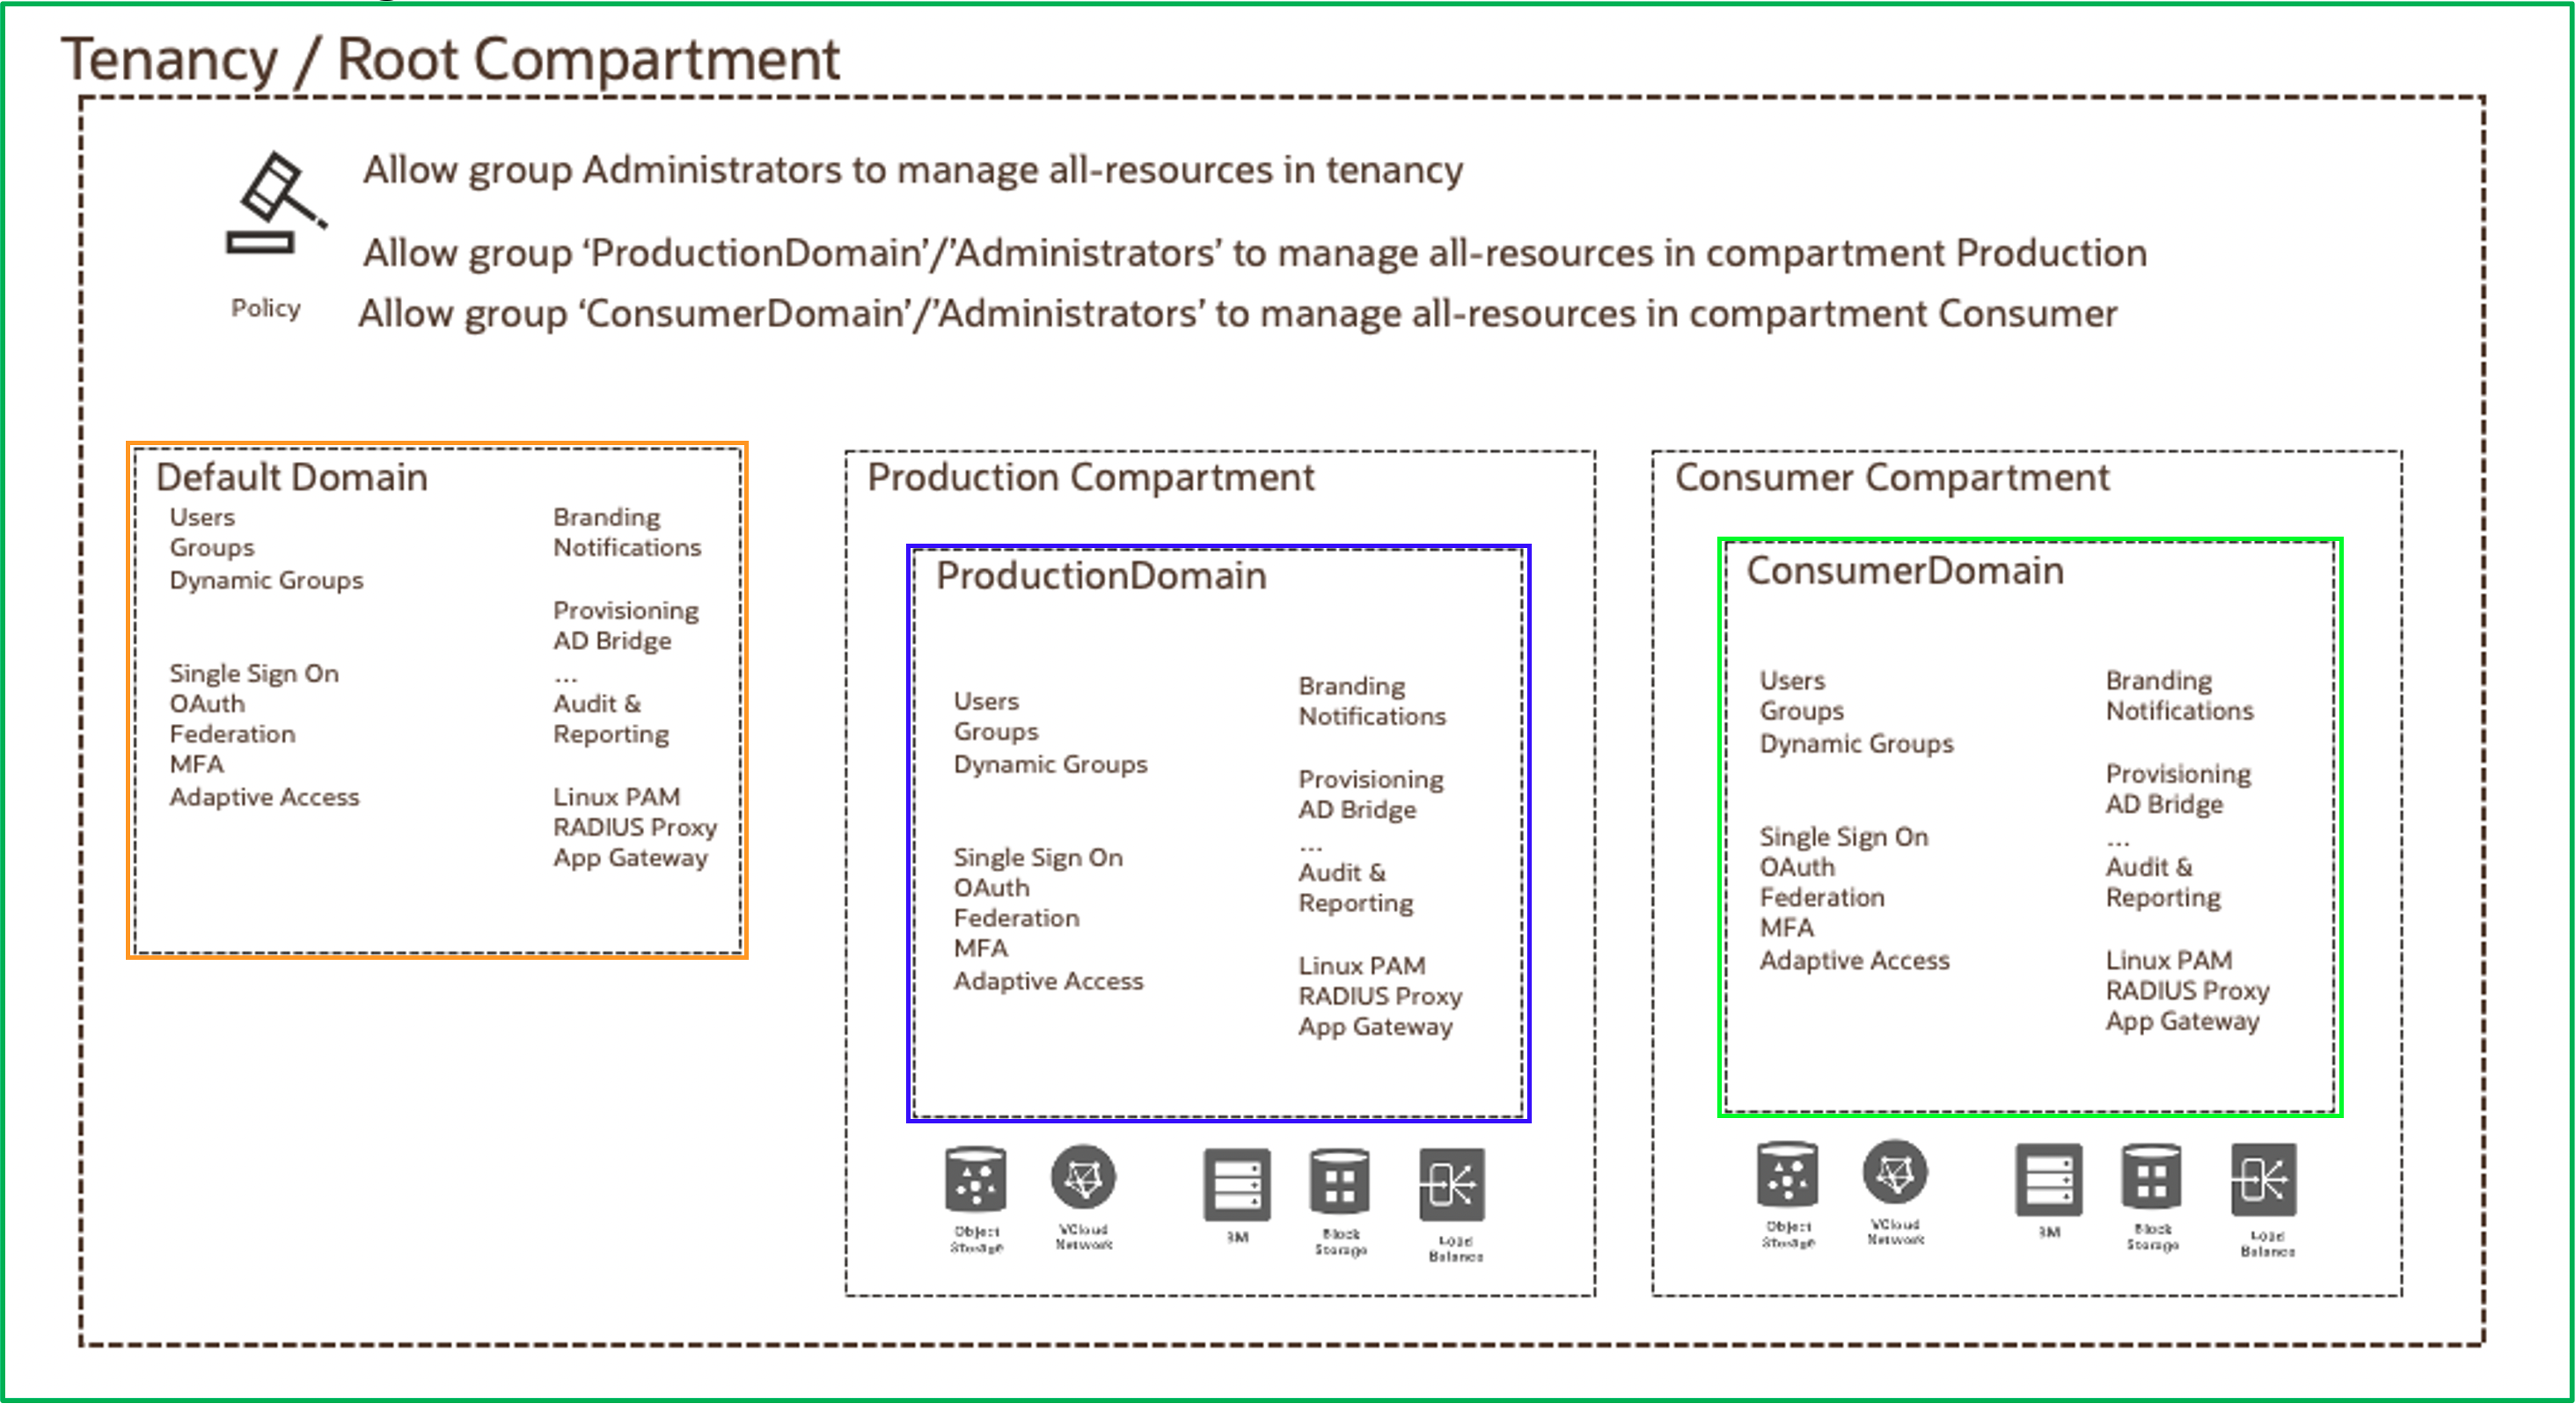 Tenancy / Root Compartment
Allow group Administrators to manage all-resources in tenancy
Allow group ‘ProductionDomain’/’Administrators’ to manage all-resources in compartment Production
Policy
Allow group ‘ConsumerDomain’/’Administrators’ to manage all-resources in compartment Consumer
Default Domain
Users
Groups
Dynamic Groups
Single Sign On
OAuth
Federation
MFA
Adaptive Access
Branding
Notifications
Provisioning
AD Bridge
...
Audit &
Reporting
Linux PAM
RADIUS Proxy
App Gateway
Production Compartment
ProductionDomain
Users
Groups
Dynamic Groups
Single Sign On
OAuth
Federation
MFA
Adaptive Access
Branding
Notifications
Provisioning
AD Bridge
...
Audit &
Reporting
Linux PAM
RADIUS Proxy
App Gateway
Object
Storage
VCloud
Network
BM
Block
Storage
Load
Balance
Consumer Compartment
ConsumerDomain
Users
Groups
Dynamic Groups
Single Sign On
OAuth
Federation
MFA
Adaptive Access
Branding
Notifications
Provisioning
AD Bridge
...
Audit &
Reporting
Linux PAM
RADIUS Proxy
App Gateway
Object
Storage
VCloud
Network
BM
Block
Storage
Load
Balance